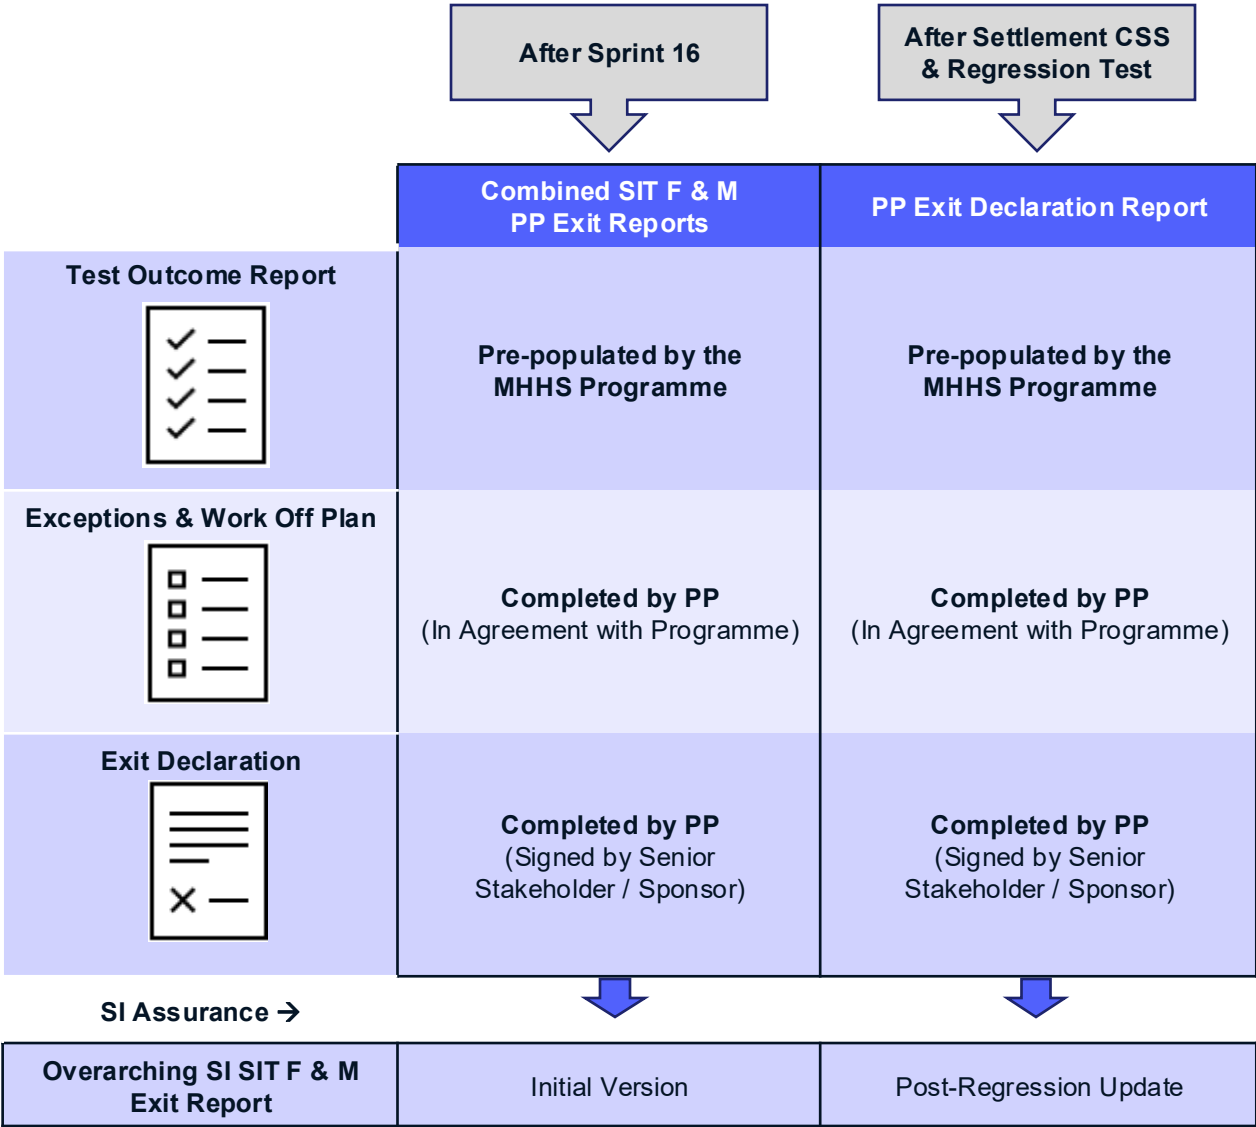 After Sprint 16
After Settlement CSS
& Regression Test
Combined SIT F & M
PP Exit Reports
PP Exit Declaration Report
Test Outcome Report
Pre-populated by the
MHHS Programme
Pre-populated by the
MHHS Programme
Exceptions & Work Off Plan
Completed by PP
(In Agreement with Programme)
Completed by PP
(In Agreement with Programme)
Exit Declaration
Completed by PP
(Signed by Senior
Stakeholder / Sponsor)
Completed by PP
(Signed by Senior
Stakeholder / Sponsor)
SI Assurance →
Overarching SI SIT F & M
Exit Report
Initial Version
Post-Regression Update